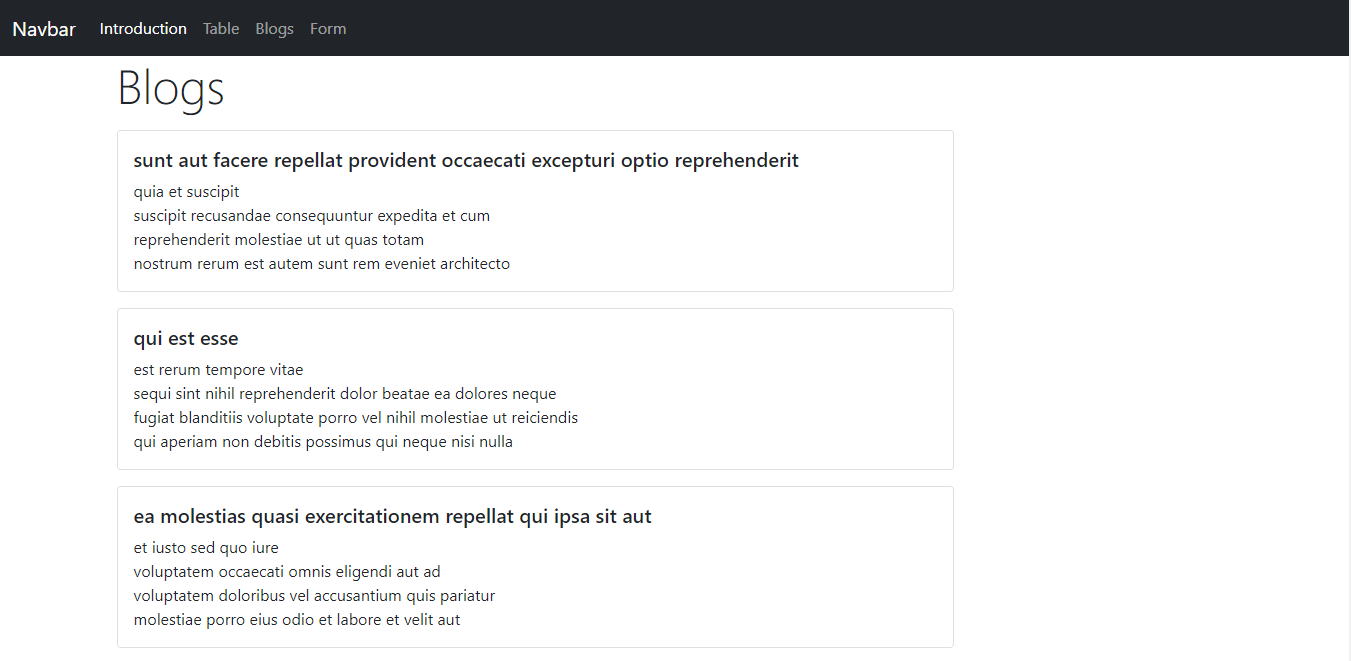 Navbar Introduction Table Blogs Form
Blogs
sunt aut facere repellat provident occaecati excepturi optio reprehenderit
quia et suscipit
suscipit recusandae consequuntur expedita et cum
reprehenderit molestiae ut ut quas totam
nostrum rerum est autem sunt rem eveniet architecto
qui est esse
est rerum tempore vitae
sequi sint nihil reprehenderit dolor beatae ea dolores neque
fugiat blanditiis voluptate porro vel nihil molestiae ut reiciendis
qui aperiam non debitis possimus qui neque nisi nulla
ea molestias quasi exercitationem repellat qui ipsa sit aut
et iusto sed quo iure
voluptatem occaecati omnis eligendi aut ad
voluptatem doloribus vel accusantium quis pariatur
molestiae porro eius odio et labore et velit aut